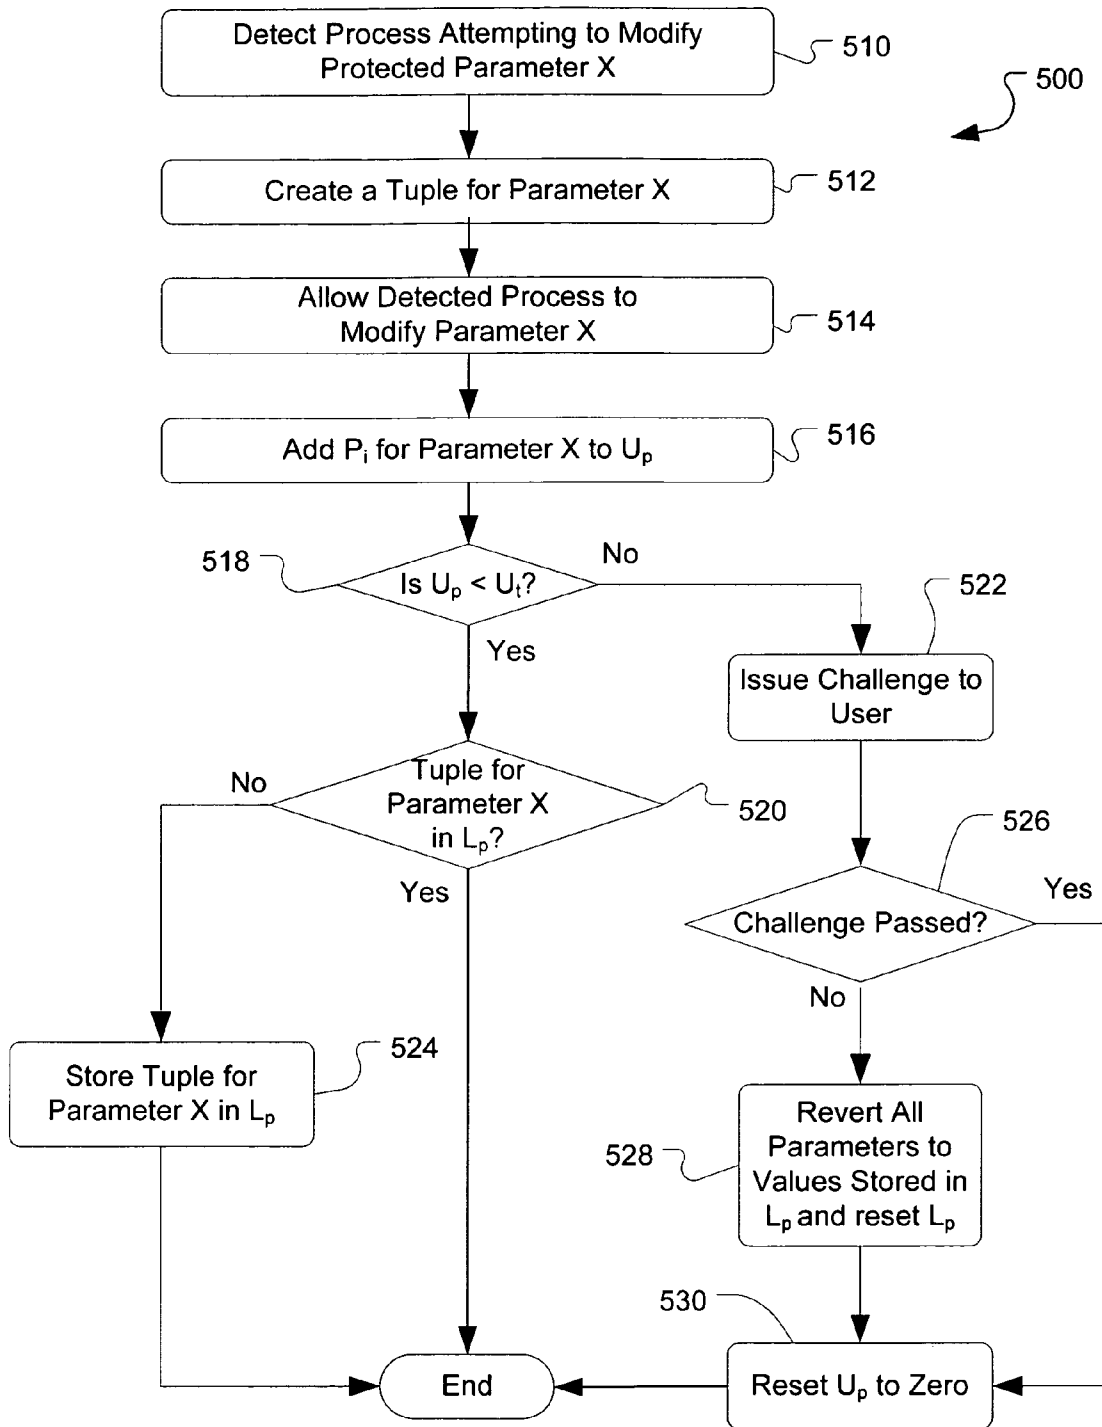 Detect Process Attempting to Modify
Protected Parameter X
510
500
Create a Tuple for Parameter X
512
Allow Detected Process to
Modify Parameter X
514
Add Pi for Parameter X to Up
516
518
Is Up < Ut?
No
Yes
522
Issue Challenge to
User
Tuple for
Parameter X
in Lp?
No
520
Yes
526
Challenge Passed?
Yes
No
524
Store Tuple for
Parameter X in Lp
528
Revert All
Parameters to
Values Stored in
Lp and reset Lp
530
End
Reset Up to Zero